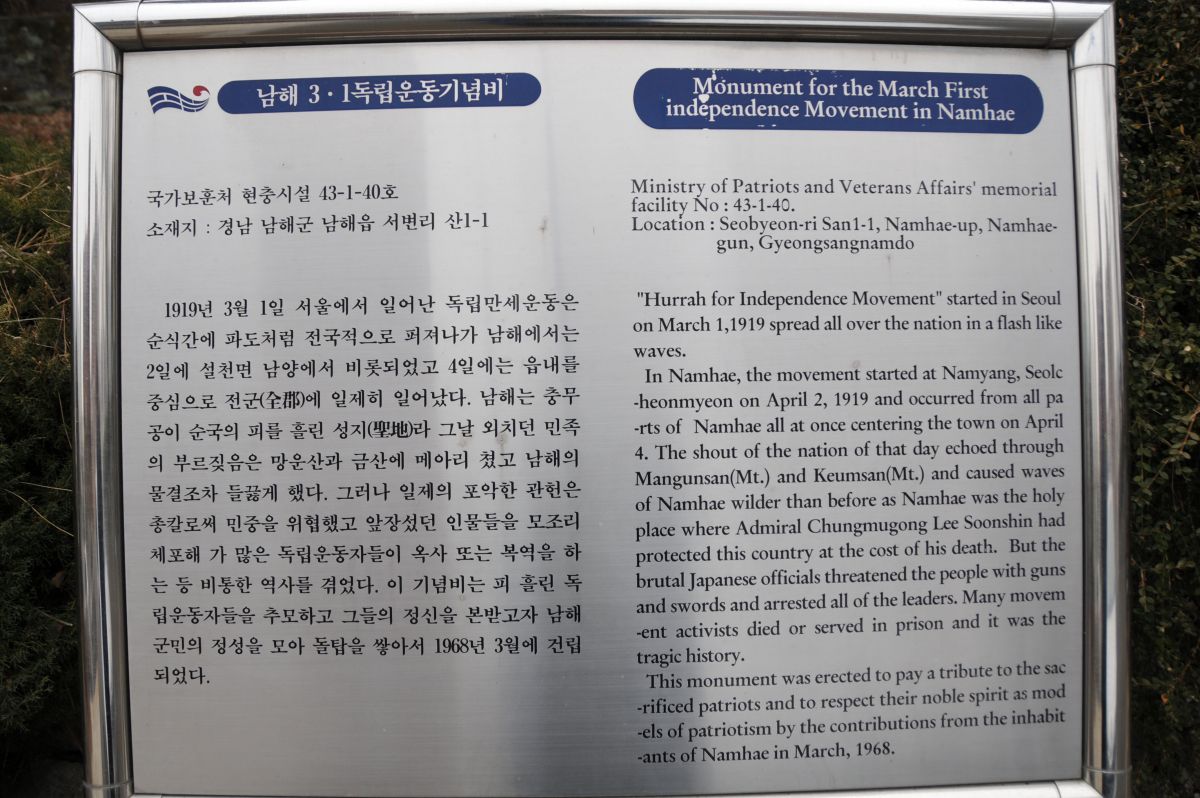 남해 3·1독립운동기념비
국가보훈처 현충시설 43-1-40호
소재지 : 경남 남해군 남해읍 서변리 산1-1
1919년 3월 1일 서울에서 일어난 독립만세운동은
순식간에 파도처럼 전국적으로 퍼져나가 남해에서는
2일에 설천면 남양에서 비롯되었고 4일에는 읍내를
중심으로 전군(全郡)에 일제히 일어났다. 남해는 충무
공이 순국의 피를 흘린 성지(聖地)라 그날 외치던 민족
의 부르짖음은 망운산과 금산에 메아리 쳤고 남해의
물결조차 들끓게 했다. 그러나 일제의 포악한 관헌은
총칼로써 민중을 위협했고 앞장섰던 인물들을 모조리
체포해 가 많은 독립운동자들이 옥사 또는 복역을 하
는 등 비통한 역사를 겪었다. 이 기념비는 피 흘린 독
립운동자들을 추모하고 그들의 정신을 본받고자 남해
군민의 정성을 모아 돌탑을 쌓아서 1968년 3월에 건립
되었다.
Monument for the March First
independence Movement in Namhae
Ministry of Patriots and Veterans Affairs' memorial
facility No : 43-1-40.
Location : Seobyeon-ri San1-1, Namhae-up, Namhae-
gun, Gyeongsangnamdo
"Hurrah for Independence Movement" started in Seoul
on March 1,1919 spread all over the nation in a flash like
waves.
In Namhae, the movement started at Namyang, Seolc
-heonmyeon on April 2, 1919 and occurred from all pa
-rts of Namhae all at once centering the town on April
4. The shout of the nation of that day echoed through
Mangunsan(Mt.) and Keumsan(Mt.) and caused waves
of Namhae wilder than before as Namhae was the holy
place where Admiral Chungmugong Lee Soonshin had
protected this country at the cost of his death. But the
brutal Japanese officials threatened the people with guns
and swords and arrested all of the leaders. Many movem
-ent activists died or served in prison and it was the
tragic history.
This monument was erected to pay a tribute to the sac
-rificed patriots and to respect their noble spirit as mod
-els of patriotism by the contributions from the inhabit
-ants of Namhae in March, 1968.